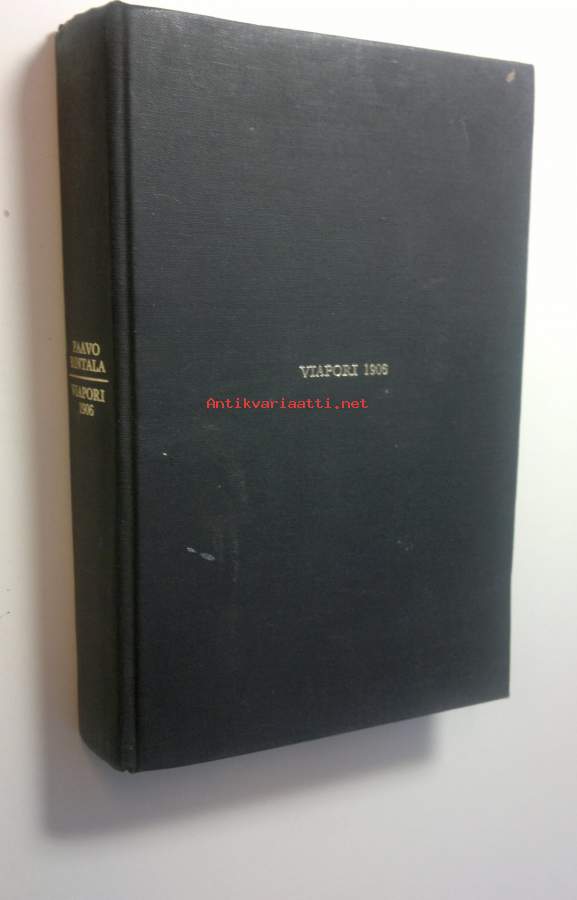 PAAVO
RINTALA
VIAPORI
1906
VIAPORI 1906
Antikvariaatti.net